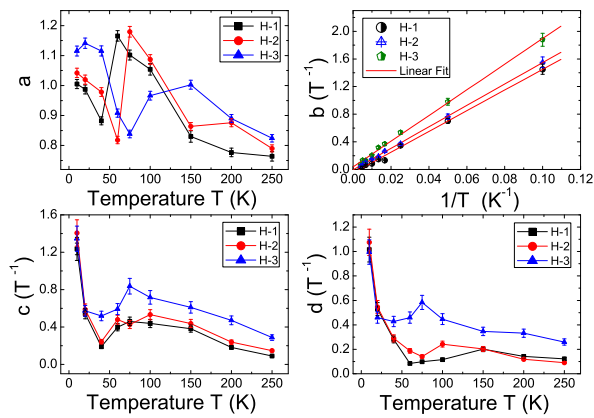 a
1.2
1.1
1.0
0.9
0.8
0 50 100 150 200 250
Temperature T (K)
H-1
H-2
H-3
b (T⁻¹)
2.0
1.6
1.2
0.8
0.4
0.0
0.00 0.02 0.04 0.06 0.08 0.10 0.12
1/T (K⁻¹)
H-1
H-2
H-3
Linear Fit
c (T⁻¹)
1.6
1.2
0.8
0.4
0.0
0 50 100 150 200 250
Temperature T (K)
H-1
H-2
H-3
d (T⁻¹)
1.2
1.0
0.8
0.6
0.4
0.2
0.0
0 50 100 150 200 250
Temperature T (K)
H-1
H-2
H-3